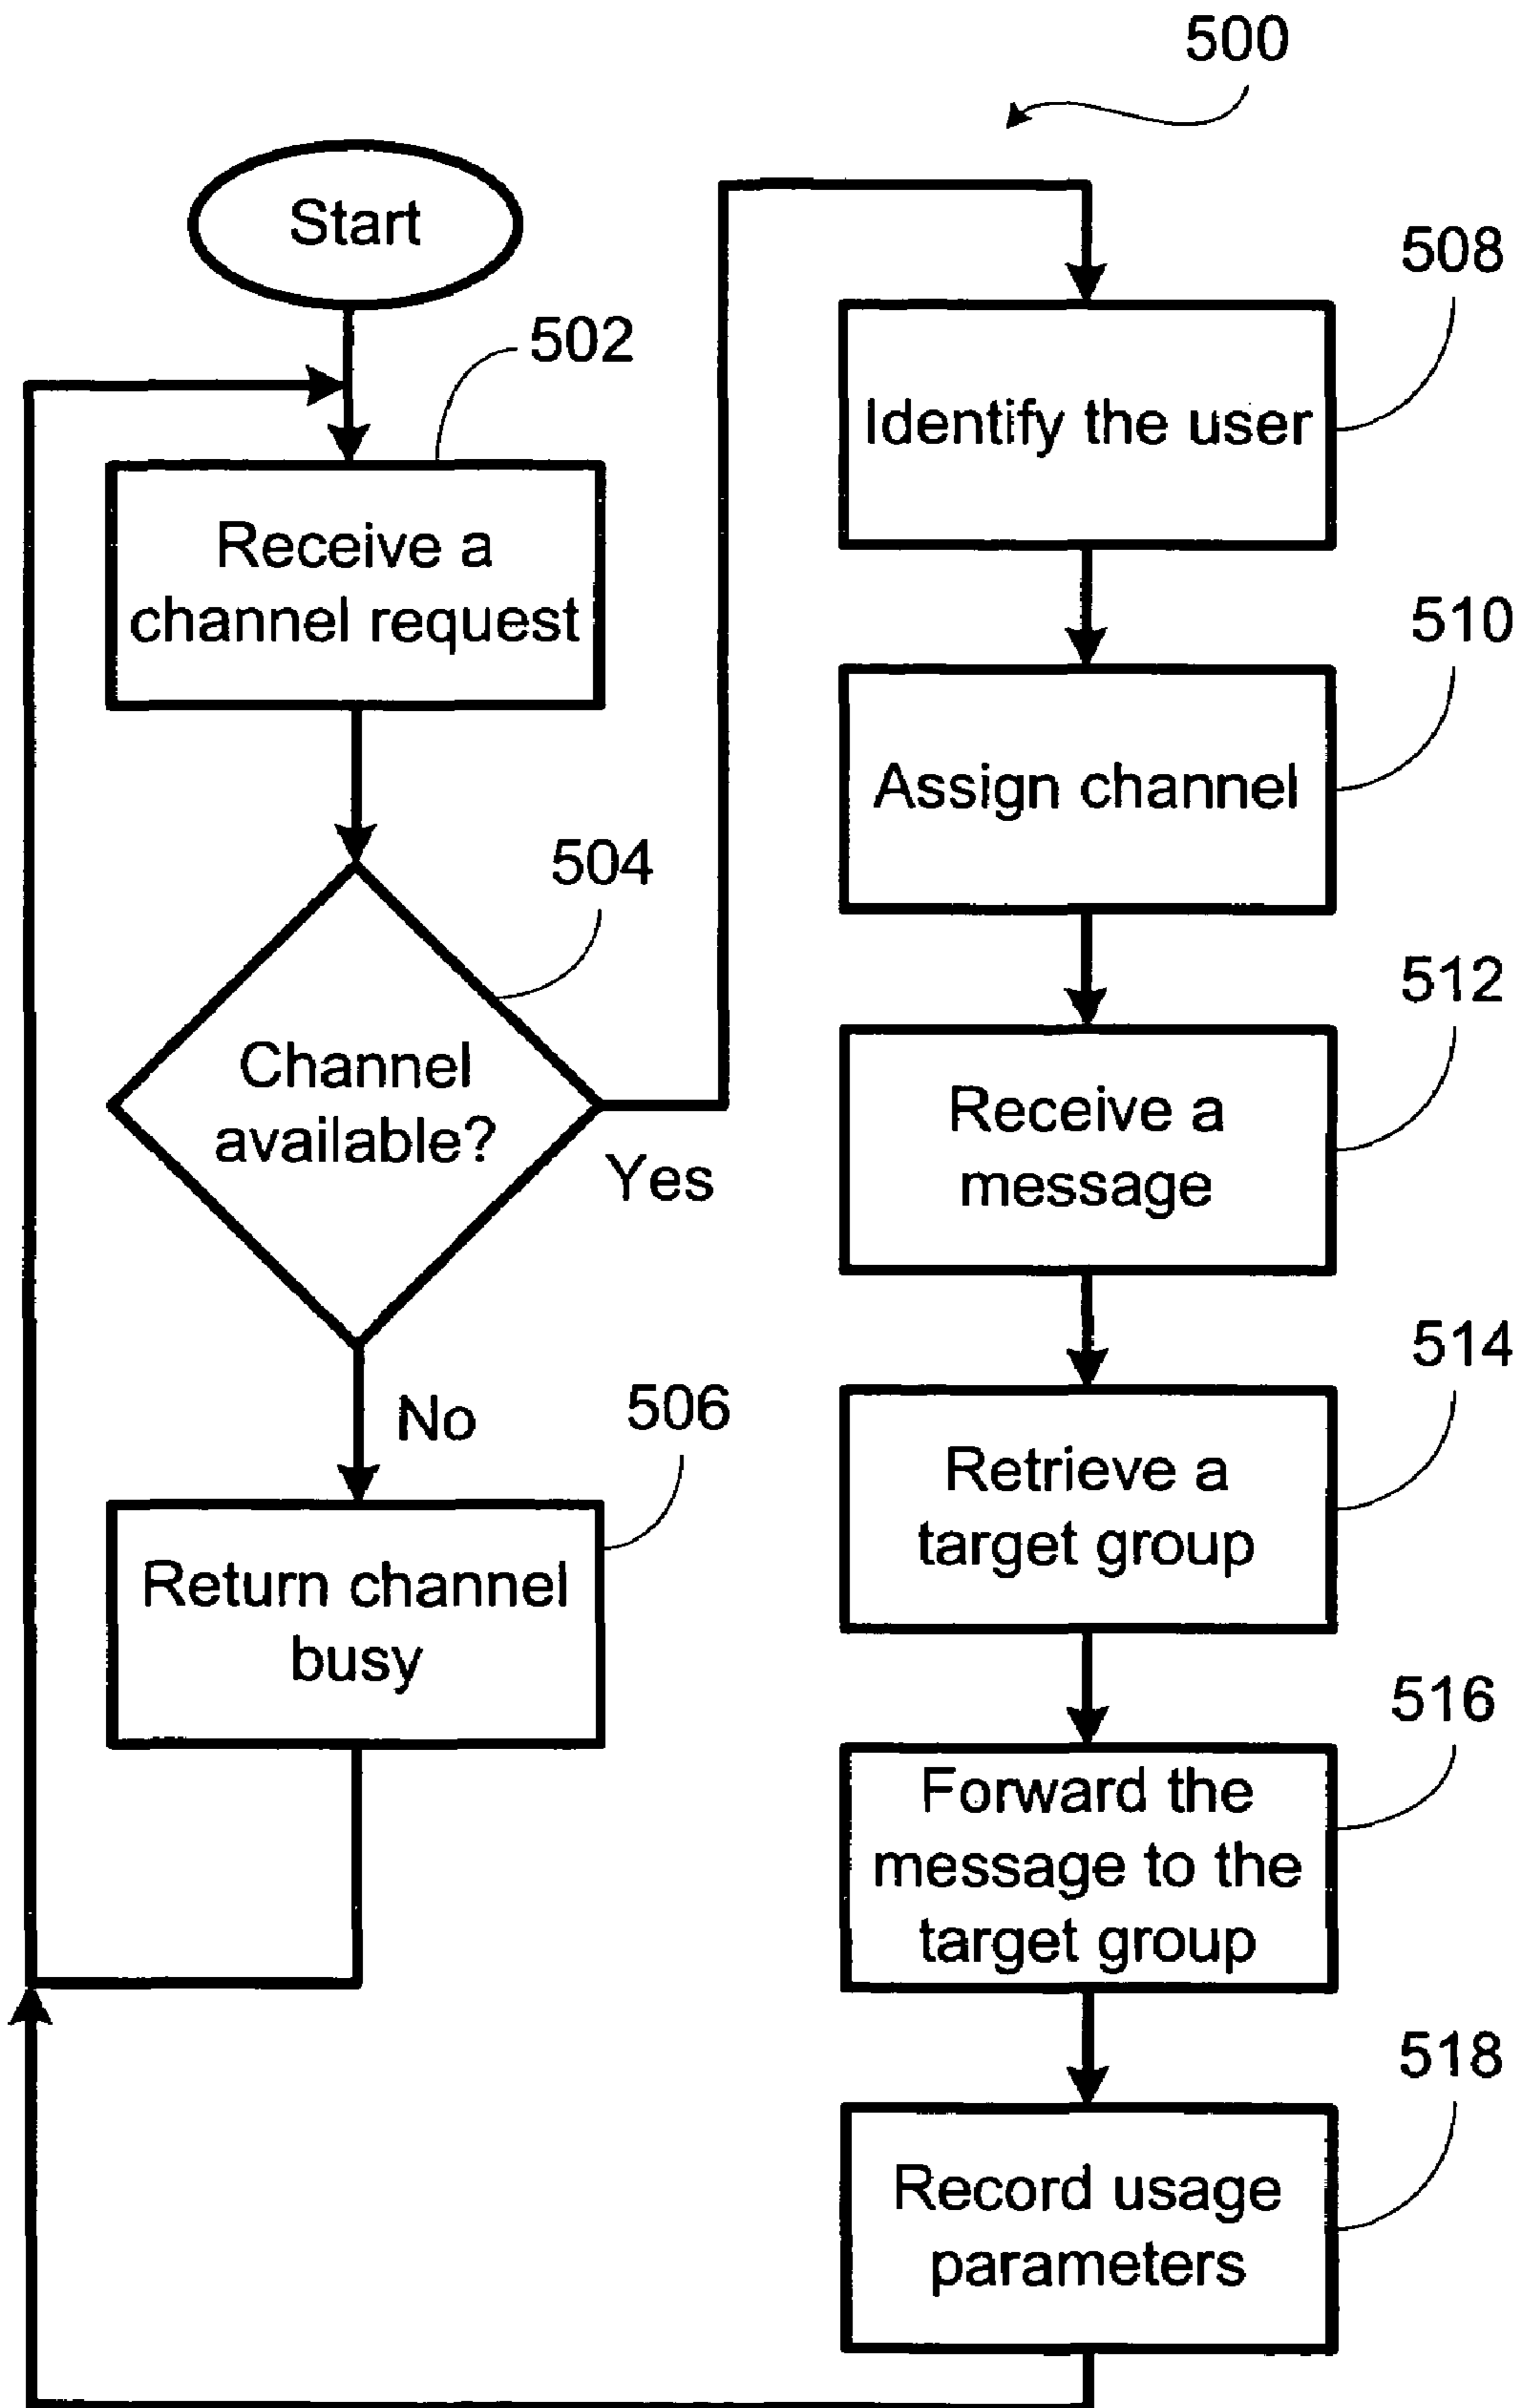 500
Start
502
Receive a
channel request
504
Channel
available?
Yes
No
506
Return channel
busy
508
Identify the user
510
Assign channel
512
Receive a
message
514
Retrieve a
target group
516
Forward the
message to the
target group
518
Record usage
parameters